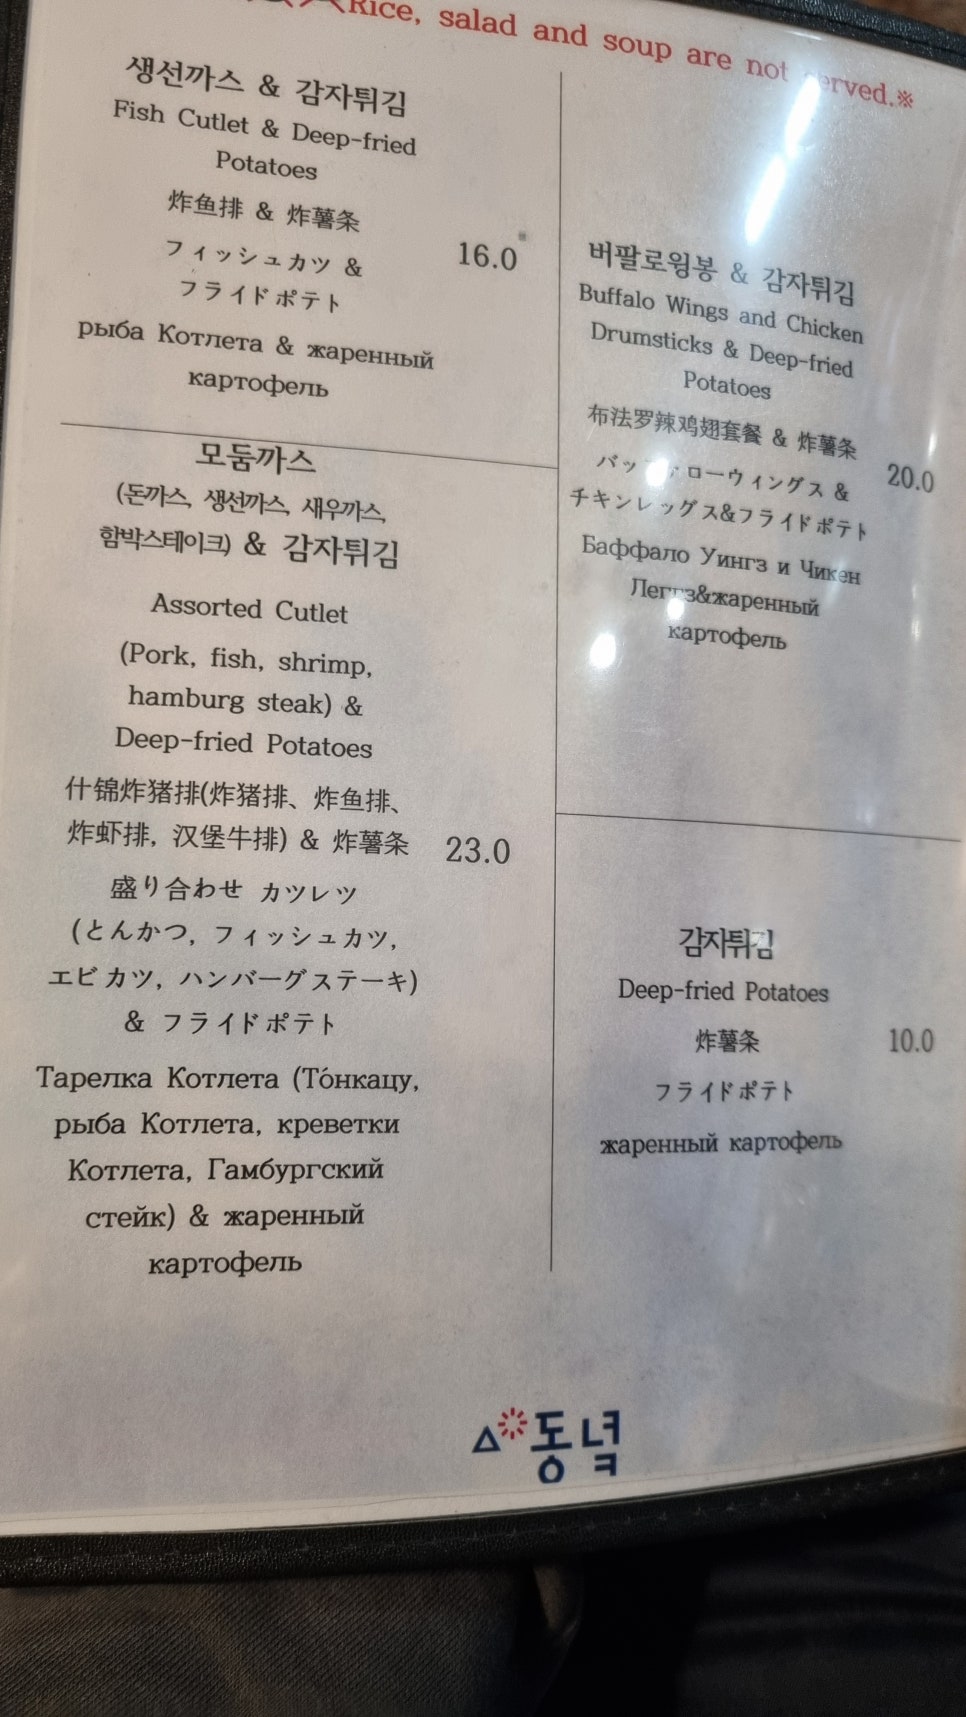 Rice, salad and soup are not served.※
생선까스 & 감자튀김
Fish Cutlet & Deep-fried
Potatoes
炸鱼排 & 炸薯条
フィッシュカツ &
フライドポテト
рыба Котлета & жаренный
картофель
16.0
모둠까스
(돈까스, 생선까스, 새우까스,
함박스테이크) & 감자튀김
Assorted Cutlet
(Pork, fish, shrimp,
hamburg steak) &
Deep-fried Potatoes
什锦炸猪排(炸猪排、炸鱼排、
炸虾排, 汉堡牛排) & 炸薯条
23.0
盛り合わせ カツレツ
(とんかつ, フィッシュカツ,
エビカツ, ハンバーグステーキ)
& フライドポテト
Тарелка Котлета (То́нкацу,
рыба Котлета, креветки
Котлета, Гамбургский
стейк) & жаренный
картофель
버팔로윙봉 & 감자튀김
Buffalo Wings and Chicken
Drumsticks & Deep-fried
Potatoes
布法罗辣鸡翅套餐 & 炸薯条
20.0
ローウィングス &
チキンレッグス&フライドポテト
Баффало Уингз и Чикен
&жаренный
картофель
감자튀김
Deep-fried Potatoes
炸薯条
10.0
フライドポテト
жаренный картофель
동녘